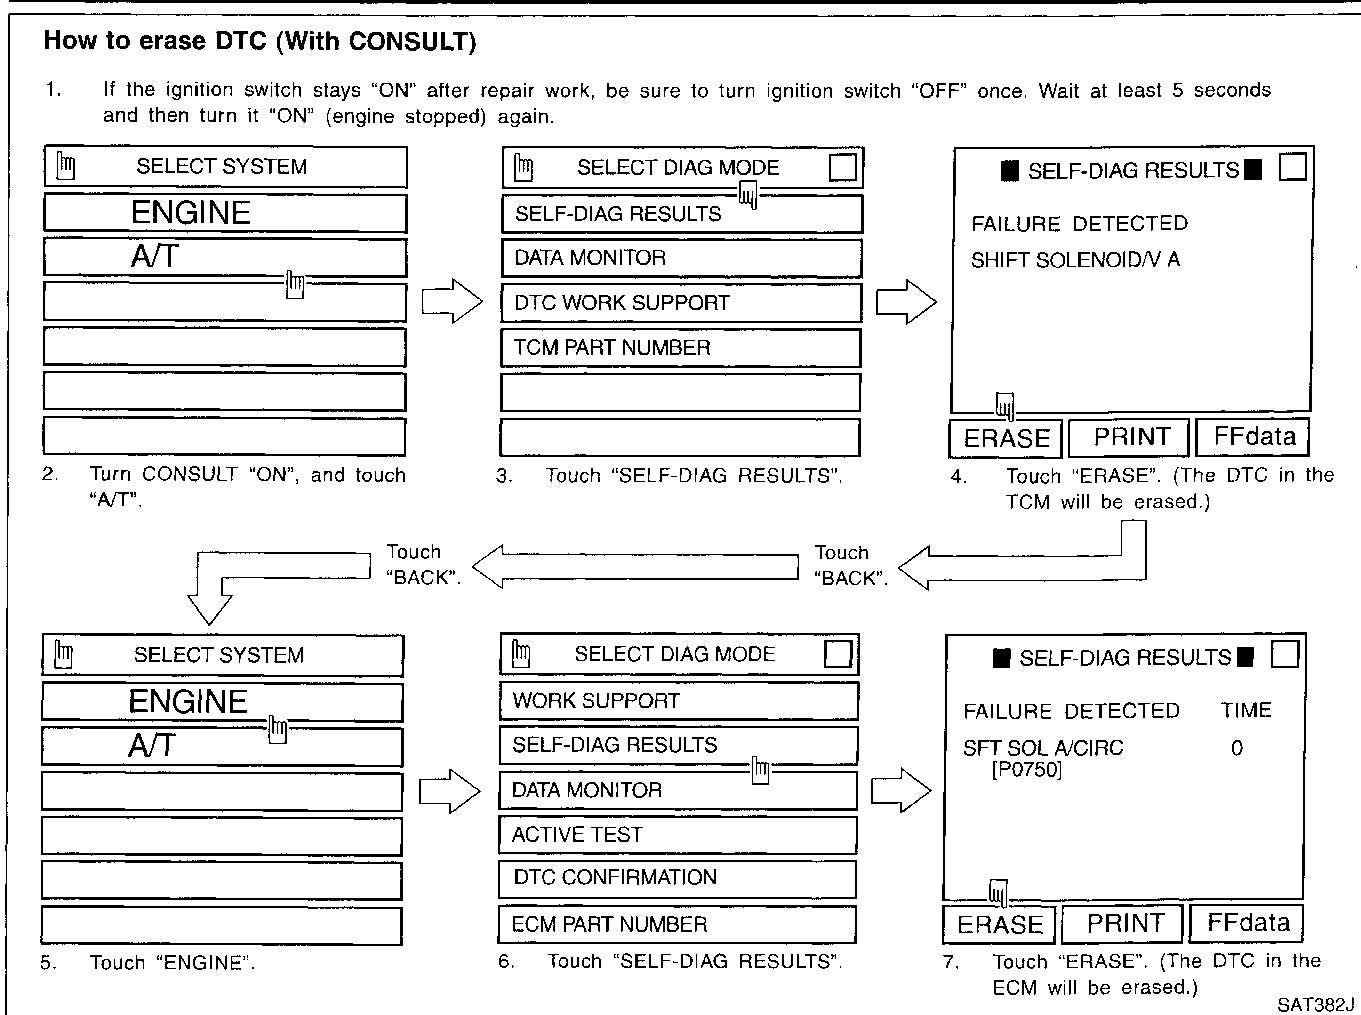 How to erase DTC (With CONSULT)
1. If the ignition switch stays “ON” after repair work, be sure to turn ignition switch “OFF” once. Wait at least 5 seconds
and then turn it “ON” (engine stopped) again.
SELECT SYSTEM
ENGINE
A/T
SELECT DIAG MODE
SELF-DIAG RESULTS
DATA MONITOR
DTC WORK SUPPORT
TCM PART NUMBER
SELF-DIAG RESULTS
FAILURE DETECTED
SHIFT SOLENOID/V A
ERASE PRINT FFdata
2. Turn CONSULT “ON”, and touch
“A/T”.
3. Touch “SELF-DIAG RESULTS”.
4. Touch “ERASE”. (The DTC in the
TCM will be erased.)
Touch
“BACK”.
Touch
“BACK”.
SELECT SYSTEM
ENGINE
A/T
SELECT DIAG MODE
WORK SUPPORT
SELF-DIAG RESULTS
DATA MONITOR
ACTIVE TEST
DTC CONFIRMATION
ECM PART NUMBER
SELF-DIAG RESULTS
FAILURE DETECTED TIME
SFT SOL A/CIRC 0
[P0750]
ERASE PRINT FFdata
5. Touch “ENGINE”.
6. Touch “SELF-DIAG RESULTS”.
7. Touch “ERASE”. (The DTC in the
ECM will be erased.)
SAT382J